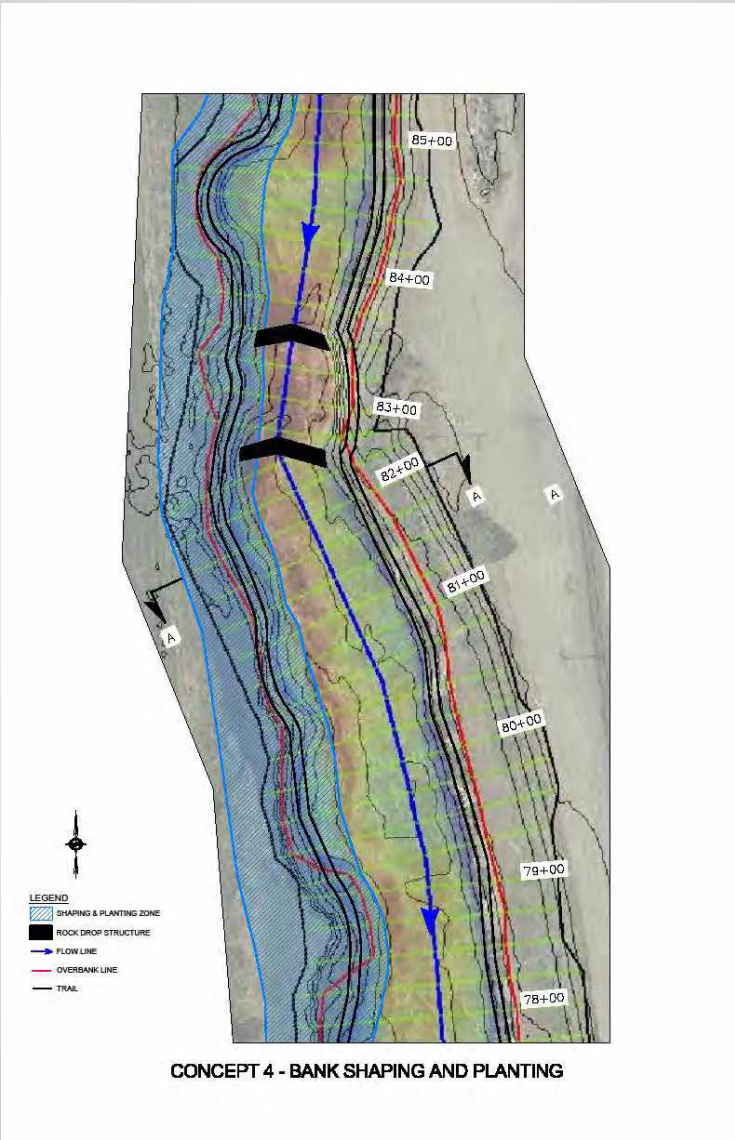 85+00
84+00
83+00
82+00
A
A
81+00
A
80+00
79+00
LEGEND
SHAPING & PLANTING ZONE
ROCK DROP STRUCTURE
FLOW LINE
OVERBANK LINE
TRAIL
78+00
CONCEPT 4 - BANK SHAPING AND PLANTING